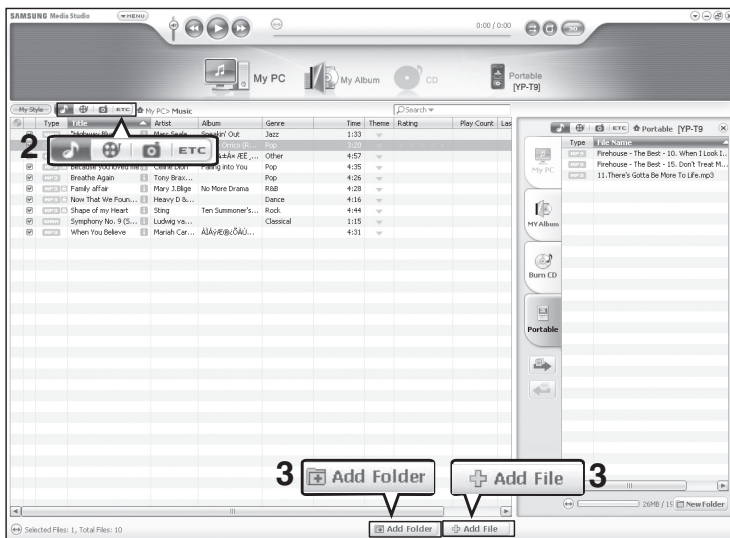 SAMSUNG Media Studio
MENU
0:00 / 0:00
My PC
My Album
CD
Portable
[YP-T9]
My Style
ETC
My PC> Music
Search
Type Title Artist Album Genre Time Theme Rating Play Count Las
Speakin' Out Jazz 1:33
Pop 3:20
2
ETC
Other 4:57
Because you loved me Celine Dion Falling into You Pop 4:35
Breathe Again Tony Brax... Pop 4:26
Family affair Mary J.Blige No More Drama R&B 4:28
Now That We Foun... Heavy D &... Dance 4:16
Shape of my Heart Sting Ten Summoner's... Rock 4:44
Symphony No. 9 (S... Ludwig va... Classical 1:15
When You Believe Mariah Car... 4:31
ETC
Portable [YP-T9
Type File Name
Firehouse - The Best - 10. When I Look I..
Firehouse - The Best - 15. Don't Treat M...
11.There's Gotta Be More To Life.mp3
My PC
MY Album
Burn CD
Portable
3
Add Folder
Add File
3
26MB / 19
New Folder
Selected Files: 1, Total Files: 10
Add Folder
Add File